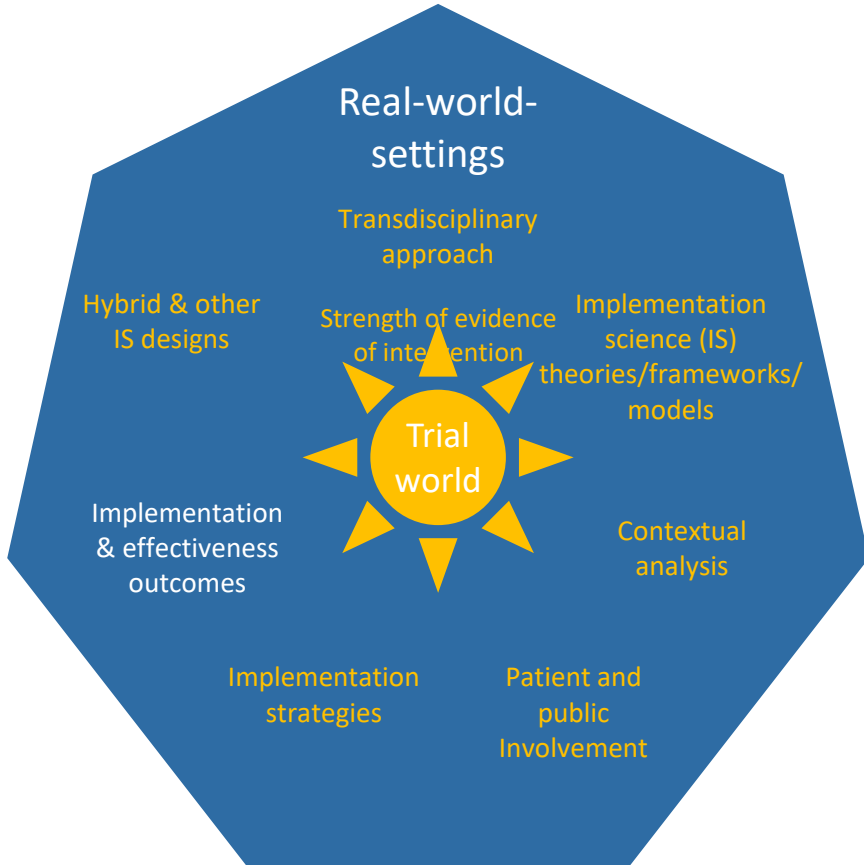 Real-world-
settings
Transdisciplinary
approach
Hybrid & other
IS designs
Strength of evidence
of intervention
Implementation
science (IS)
theories/frameworks/
models
Trial
world
Implementation
& effectiveness
outcomes
Contextual
analysis
Implementation
strategies
Patient and
public
Involvement